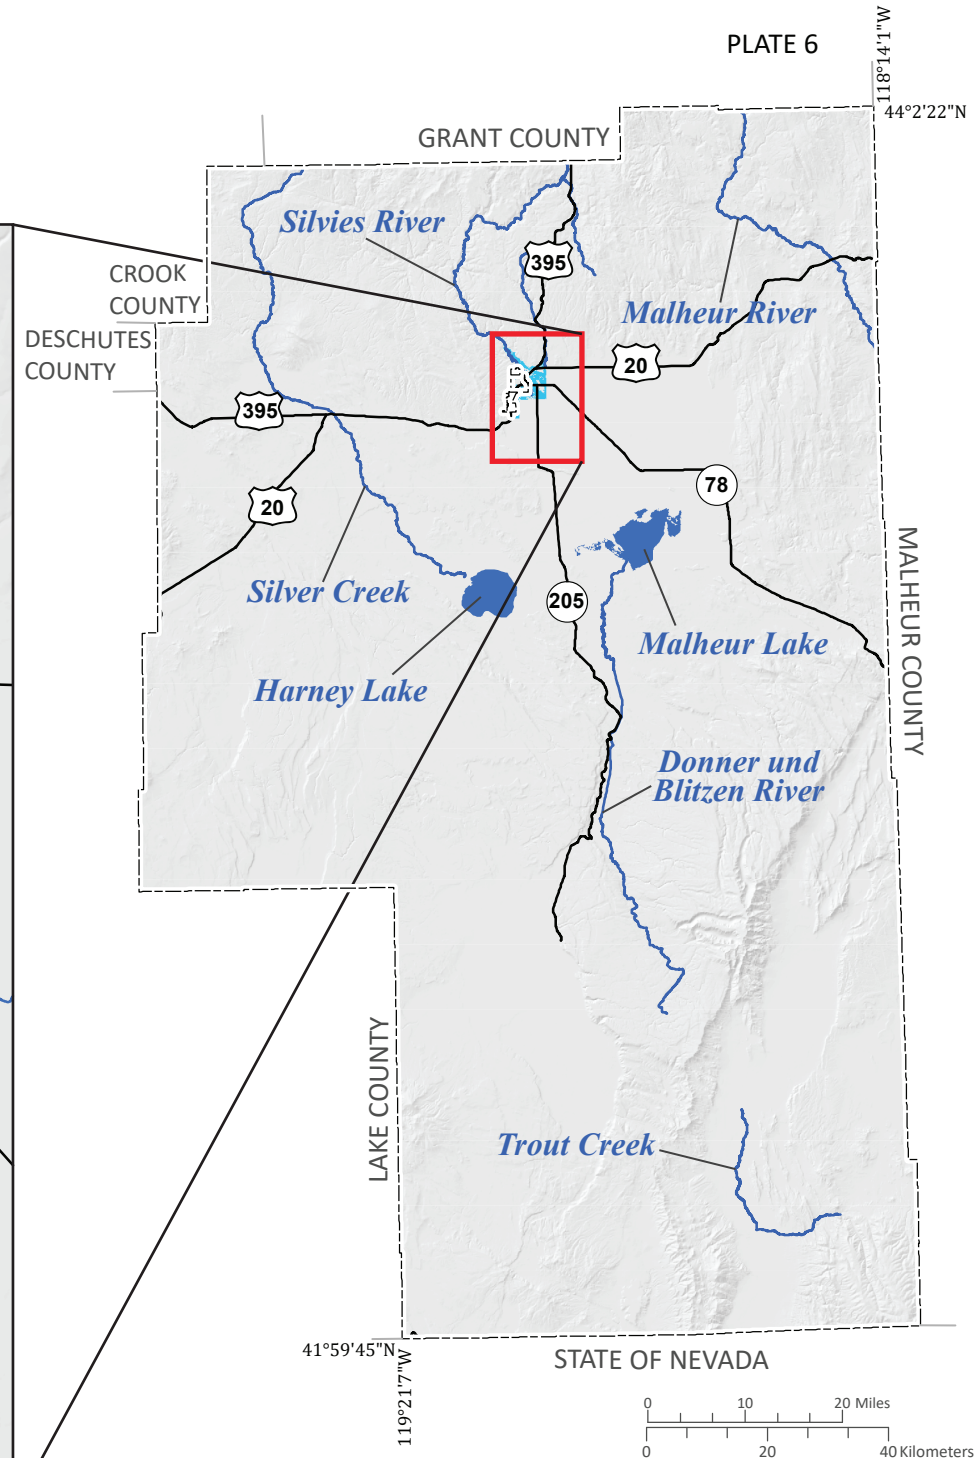 PLATE 6
118°14'1"W
44°2'22"N
GRANT COUNTY
Silvies River
395
CROOK
COUNTY
Malheur River
DESCHUTES
COUNTY
20
395
78
20
MALHEUR COUNTY
Silver Creek
205
Malheur Lake
Harney Lake
Donner und
Blitzen River
LAKE COUNTY
Trout Creek
41°59'45"N
119°21'7"W
STATE OF NEVADA
0 10 20 Miles
0 20 40 Kilometers